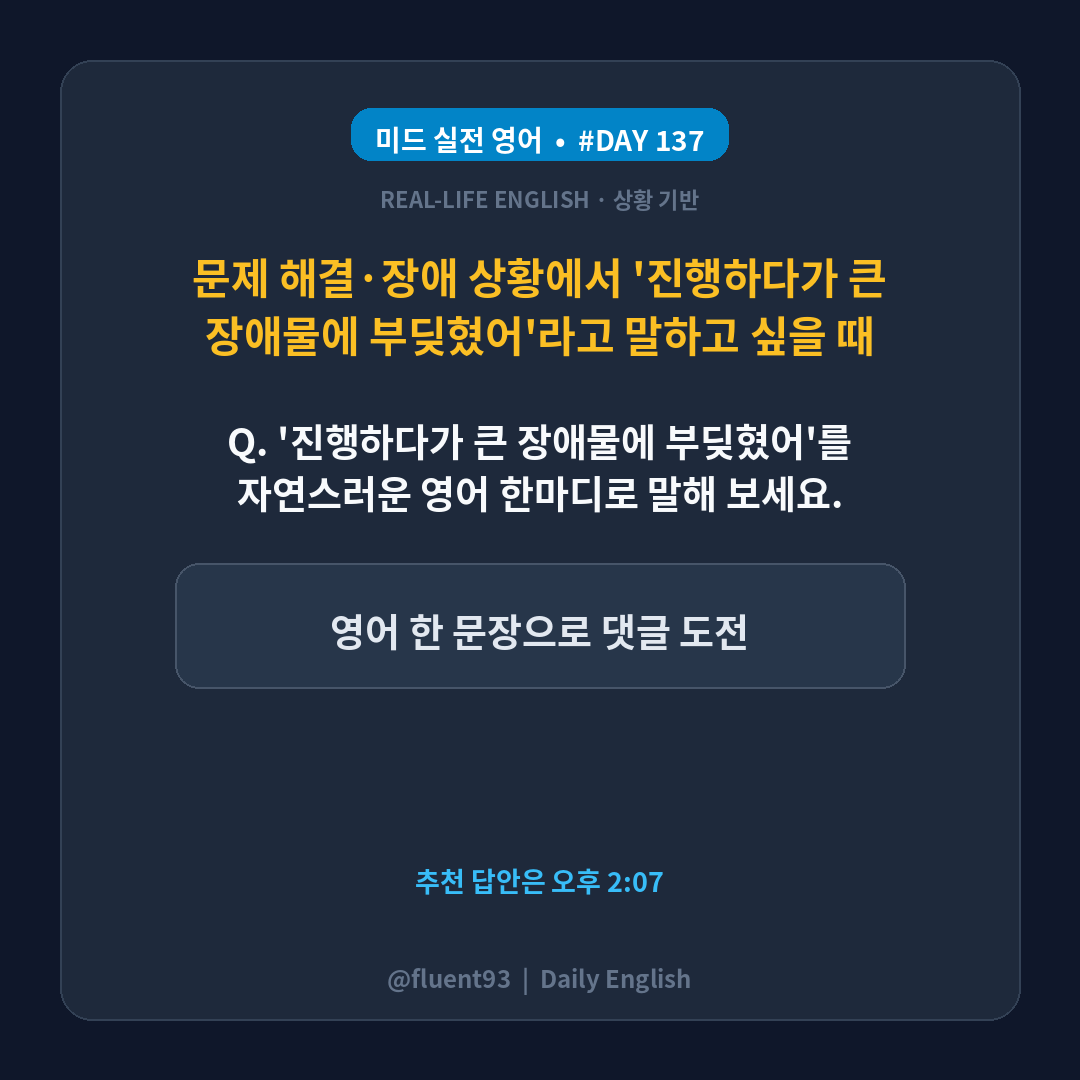 미드 실전 영어 • #DAY 137
REAL-LIFE ENGLISH · 상황 기반
문제 해결·장애 상황에서 '진행하다가 큰
장애물에 부딪혔어'라고 말하고 싶을 때
Q. '진행하다가 큰 장애물에 부딪혔어'를
자연스러운 영어 한마디로 말해 보세요.
영어 한 문장으로 댓글 도전
추천 답안은 오후 2:07
@fluent93 | Daily English